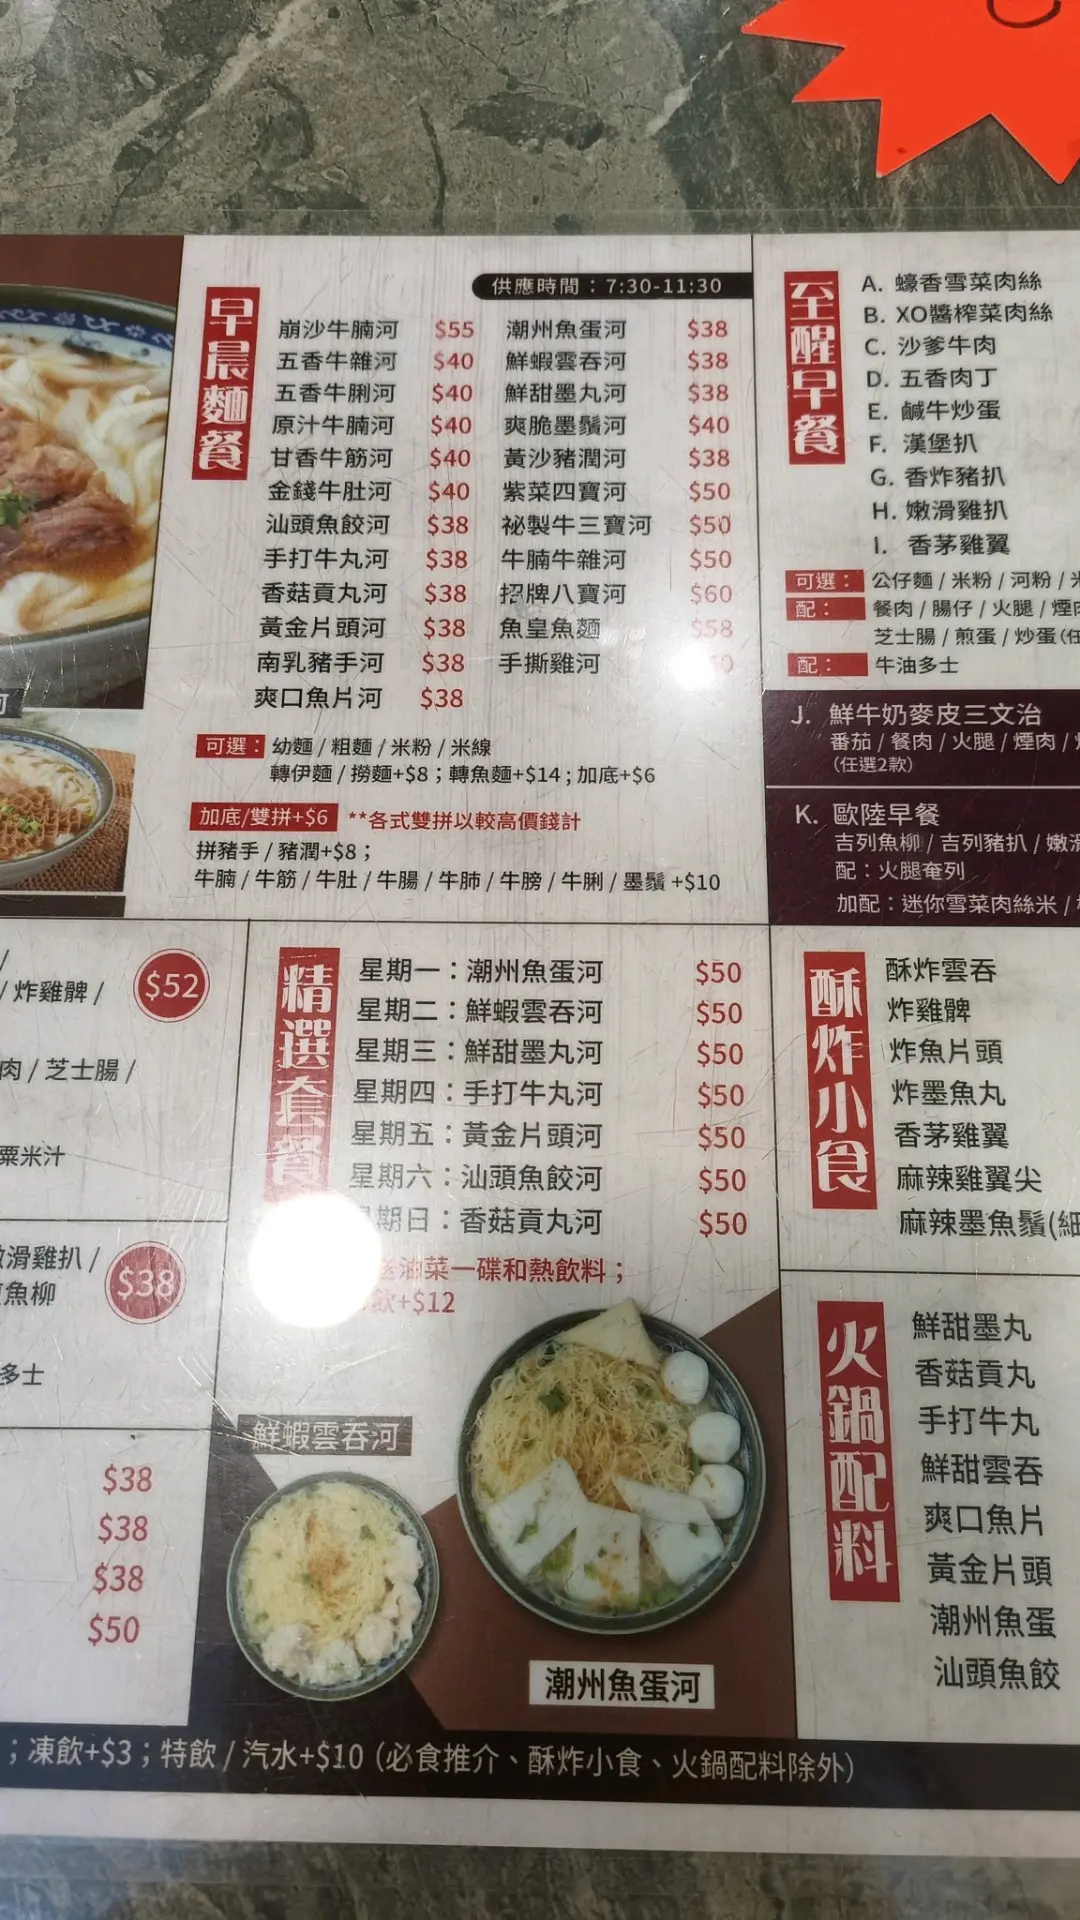 早晨麵餐
供應時間：7:30-11:30
崩沙牛腩河 $55
五香牛雜河 $40
五香牛脷河 $40
原汁牛腩河 $40
甘香牛筋河 $40
金錢牛肚河 $40
汕頭魚餃河 $38
手打牛丸河 $38
香菇貢丸河 $38
黃金片頭河 $38
南乳豬手河 $38
爽口魚片河 $38
潮州魚蛋河 $38
鮮蝦雲吞河 $38
鮮甜墨丸河 $38
爽脆墨鬚河 $40
黃沙豬潤河 $38
紫菜四寶河 $50
祕製牛三寶河 $50
牛腩牛雜河 $50
招牌八寶河 $60
魚皇魚麵 $58
手撕雞河
可選：幼麵 / 粗麵 / 米粉 / 米線
轉伊麵 / 撈麵+$8；轉魚麵+$14；加底+$6
加底/雙拼+$6 **各式雙拼以較高價錢計
拼豬手 / 豬潤+$8；
牛腩 / 牛筋 / 牛肚 / 牛腸 / 牛肺 / 牛膀 / 牛脷 / 墨鬚 +$10
至醒早餐
A. 蠔香雪菜肉絲
B. XO醬榨菜肉絲
C. 沙爹牛肉
D. 五香肉丁
E. 鹹牛炒蛋
F. 漢堡扒
G. 香炸豬扒
H. 嫩滑雞扒
I. 香茅雞翼
可選：公仔麵 / 米粉 / 河粉 /
配：餐肉 / 腸仔 / 火腿 /
芝士腸 / 煎蛋 / 炒蛋
配：牛油多士
J. 鮮牛奶麥皮三文治
番茄 / 餐肉 / 火腿 / 煙肉 /
(任選2款)
K. 歐陸早餐
吉列魚柳 / 吉列豬扒 /
配：火腿奄列
加配：迷你雪菜肉絲米 /
/
/ 炸雞髀 / $52
肉 / 芝士腸 /
粟米汁
滑雞扒 /
魚柳 $38
多士
$38
$38
$38
$50
精選套餐
星期一：潮州魚蛋河 $50
星期二：鮮蝦雲吞河 $50
星期三：鮮甜墨丸河 $50
星期四：手打牛丸河 $50
星期五：黃金片頭河 $50
星期六：汕頭魚餃河 $50
期日：香菇貢丸河 $50
油菜一碟和熱飲料；
飲+$12
鮮蝦雲吞河
潮州魚蛋河
酥炸小食
酥炸雲吞
炸雞髀
炸魚片頭
炸墨魚丸
香茅雞翼
麻辣雞翼尖
麻辣墨魚鬚(細
火鍋配料
鮮甜墨丸
香菇貢丸
手打牛丸
鮮甜雲吞
爽口魚片
黃金片頭
潮州魚蛋
汕頭魚餃
；凍飲+$3；特飲 / 汽水+$10（必食推介、酥炸小食、火鍋配料除外）